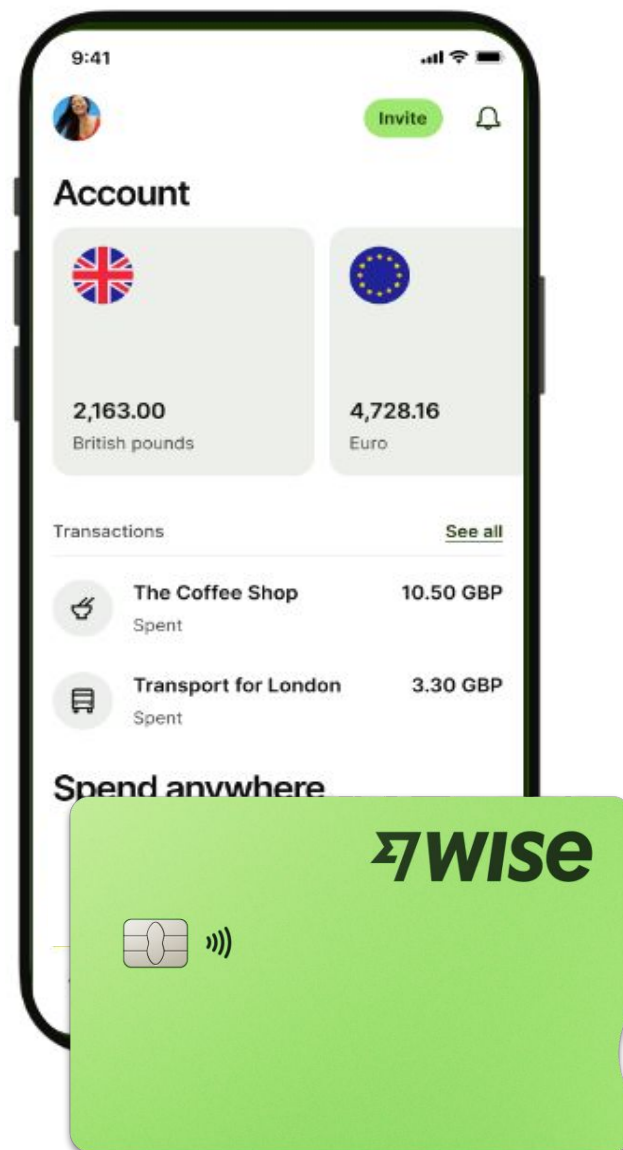 9:41
Invite
Account
2,163.00 4,728.16
British pounds Euro
Transactions See all
The Coffee Shop 10.50 GBP
Spent
Transport for London 3.30 GBP
Spent
Spend anywhere
wise